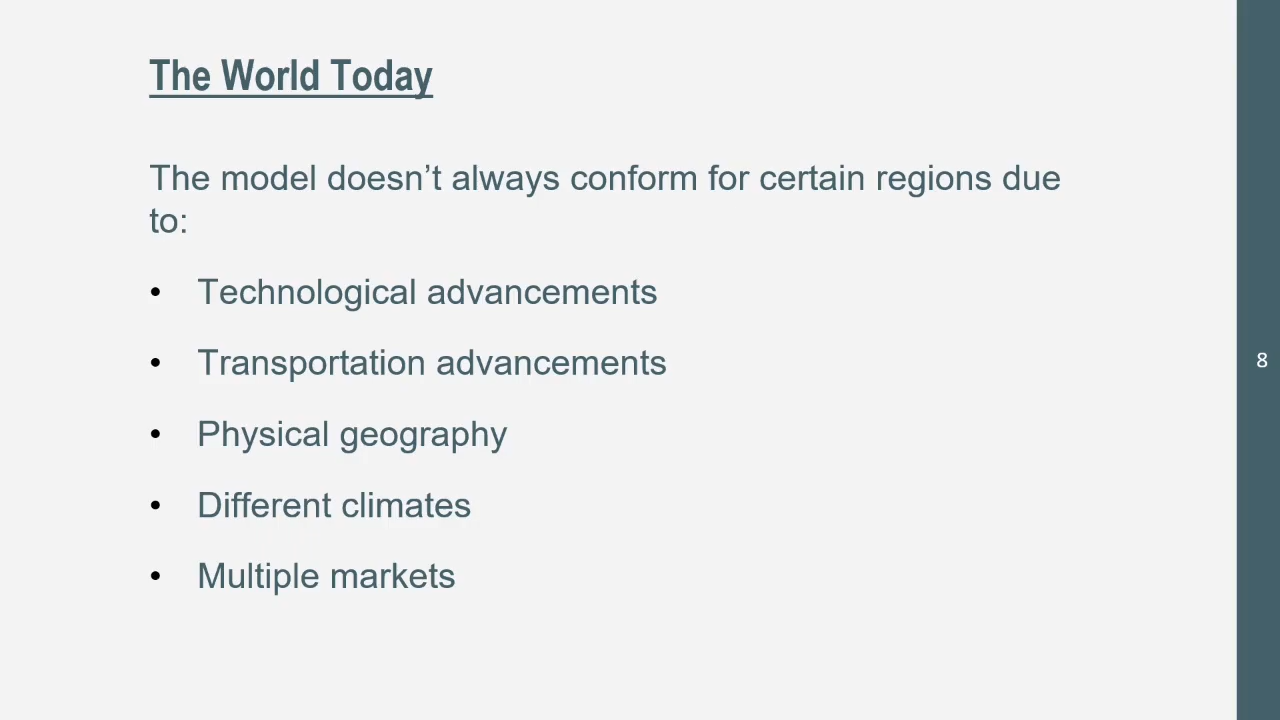 The World Today
The model doesn’t always conform for certain regions due
to:
• Technological advancements
• Transportation advancements
• Physical geography
• Different climates
• Multiple markets
8